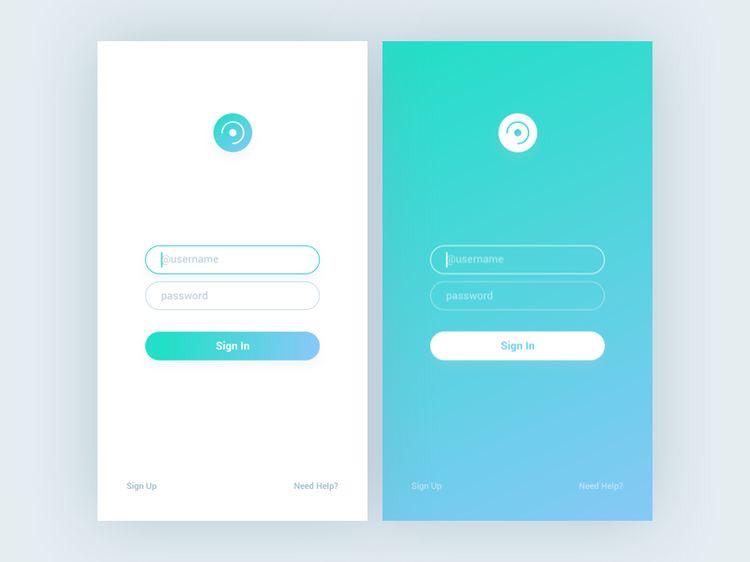 @username
password
Sign In
Sign Up
Need Help?
@username
password
Sign In
Sign Up
Need Help?